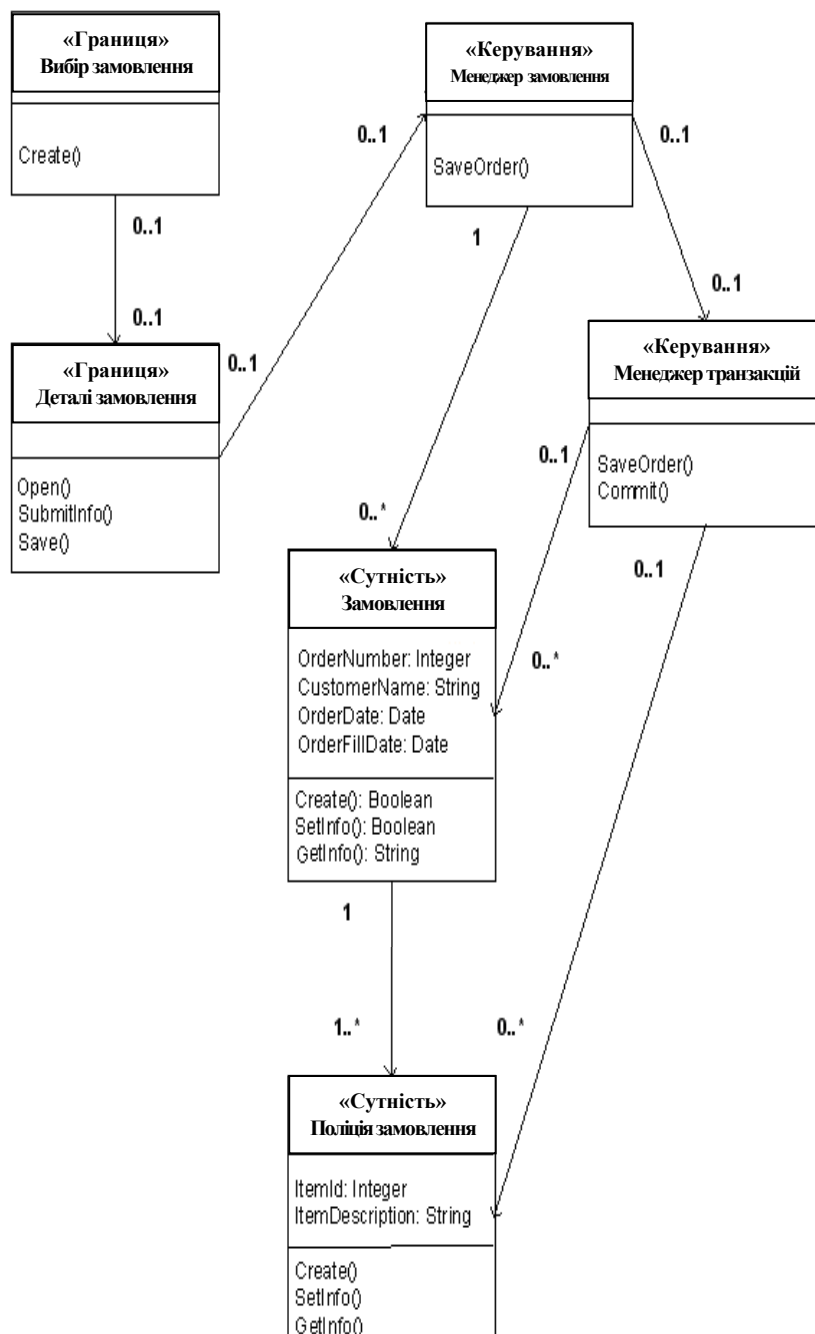 «Границя»
Вибір замовлення
Create()
0..1
0..1
«Границя»
Деталі замовлення
Open()
SubmitInfo()
Save()
0..1
0..1
«Керування»
Менеджер замовлення
SaveOrder()
0..1
0..1
«Керування»
Менеджер транзакцій
SaveOrder()
Commit()
1
0..*
0..1
0..*
«Сутність»
Замовлення
OrderNumber: Integer
CustomerName: String
OrderDate: Date
OrderFillDate: Date
Create(): Boolean
SetInfo(): Boolean
GetInfo(): String
0..1
0..*
1
1..*
«Сутність»
Поліція замовлення
ItemId: Integer
ItemDescription: String
Create()
SetInfo()
GetInfo()